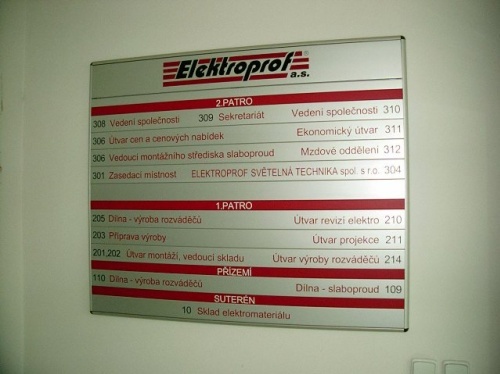 Elektroprof®
a.s.
2.PATRO
308 Vedení společnosti 309 Sekretariát Vedení společnosti 310
306 Útvar cen a cenových nabídek Ekonomický útvar 311
306 Vedoucí montážního střediska slaboproud Mzdové oddělení 312
301 Zasedací místnost ELEKTROPROF SVĚTELNÁ TECHNIKA spol. s r.o. 304
1.PATRO
205 Dílna - výroba rozváděčů Útvar revizí elektro 210
203 Příprava výroby Útvar projekce 211
201,202 Útvar montáží, vedoucí skladu Útvar výroby rozváděčů 214
PŘÍZEMÍ
110 Dílna - výroba rozváděčů Dílna - slaboproud 109
SUTERÉN
10 Sklad elektromateriálu